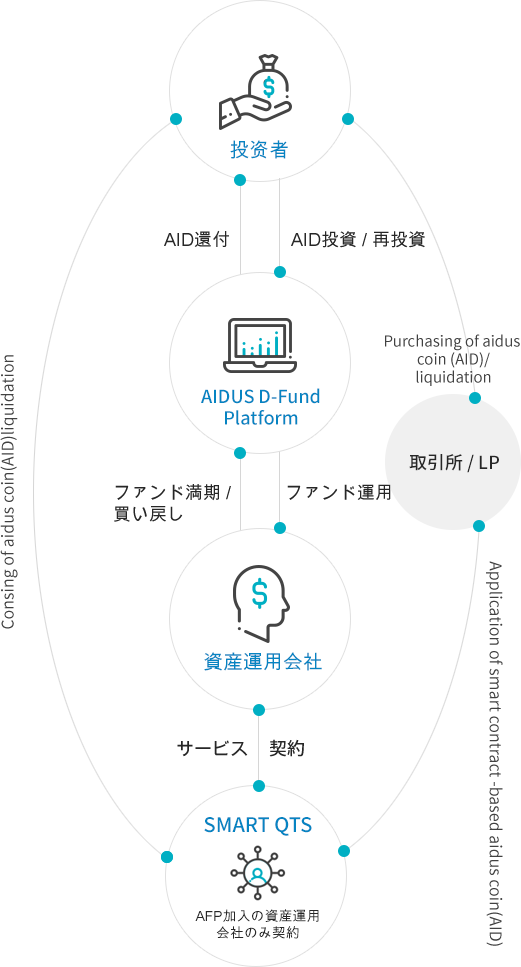 投资者
AID還付
AID投資 / 再投資
Purchasing of aidus
coin (AID)/
liquidation
AIDUS D-Fund
Platform
取引所 / LP
ファンド満期 /
買い戻し
ファンド運用
Consing of aidus coin(AID)liquidation
資産運用会社
Application of smart contract -based aidus coin(AID)
サービス
契約
SMART QTS
AFP加入の資産運用
会社のみ契約